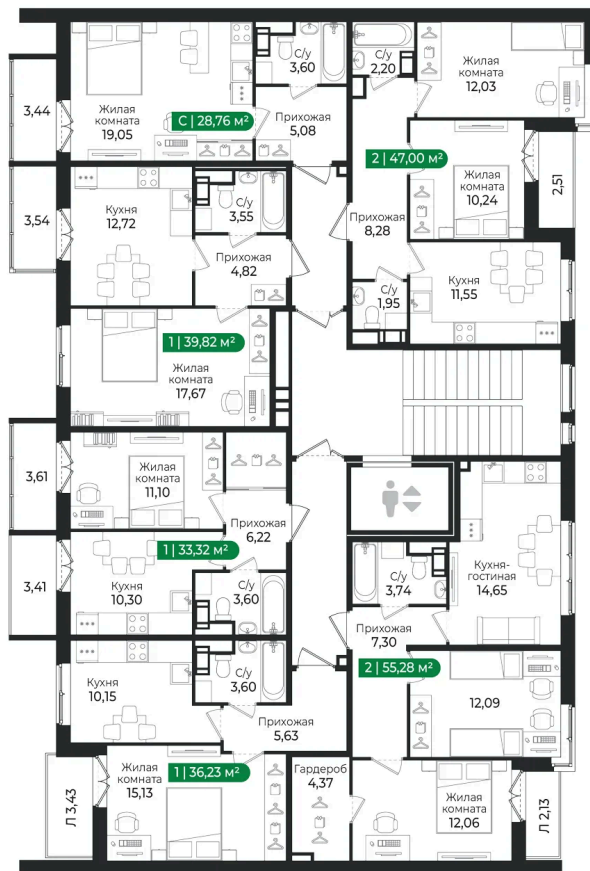 С/у
3,60
С/у
2,20
Жилая
комната
12,03
3,44
Жилая
комната
19,05
С | 28,76 м²
Прихожая
5,08
2 | 47,00 м²
Жилая
комната
10,24
2,51
3,54
Кухня
12,72
С/у
3,55
Прихожая
4,82
Прихожая
8,28
С/у
1,95
Кухня
11,55
1 | 39,82 м²
Жилая
комната
17,67
3,61
Жилая
комната
11,10
Прихожая
6,22
3,41
1 | 33,32 м²
Кухня
10,30
С/у
3,60
С/у
3,74
Кухня-
гостиная
14,65
Прихожая
7,30
2 | 55,28 м²
Кухня
10,15
С/у
3,60
12,09
Прихожая
5,63
Л 3,43
Жилая
комната
15,13
1 | 36,23 м²
Гардероб
4,37
Жилая
комната
12,06
Л 2,13